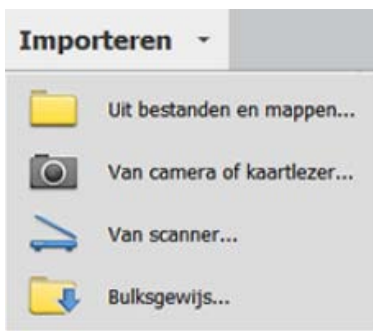 Importeren
Uit bestanden en mappen...
Van camera of kaartlezer...
Van scanner...
Bulksgewijs...